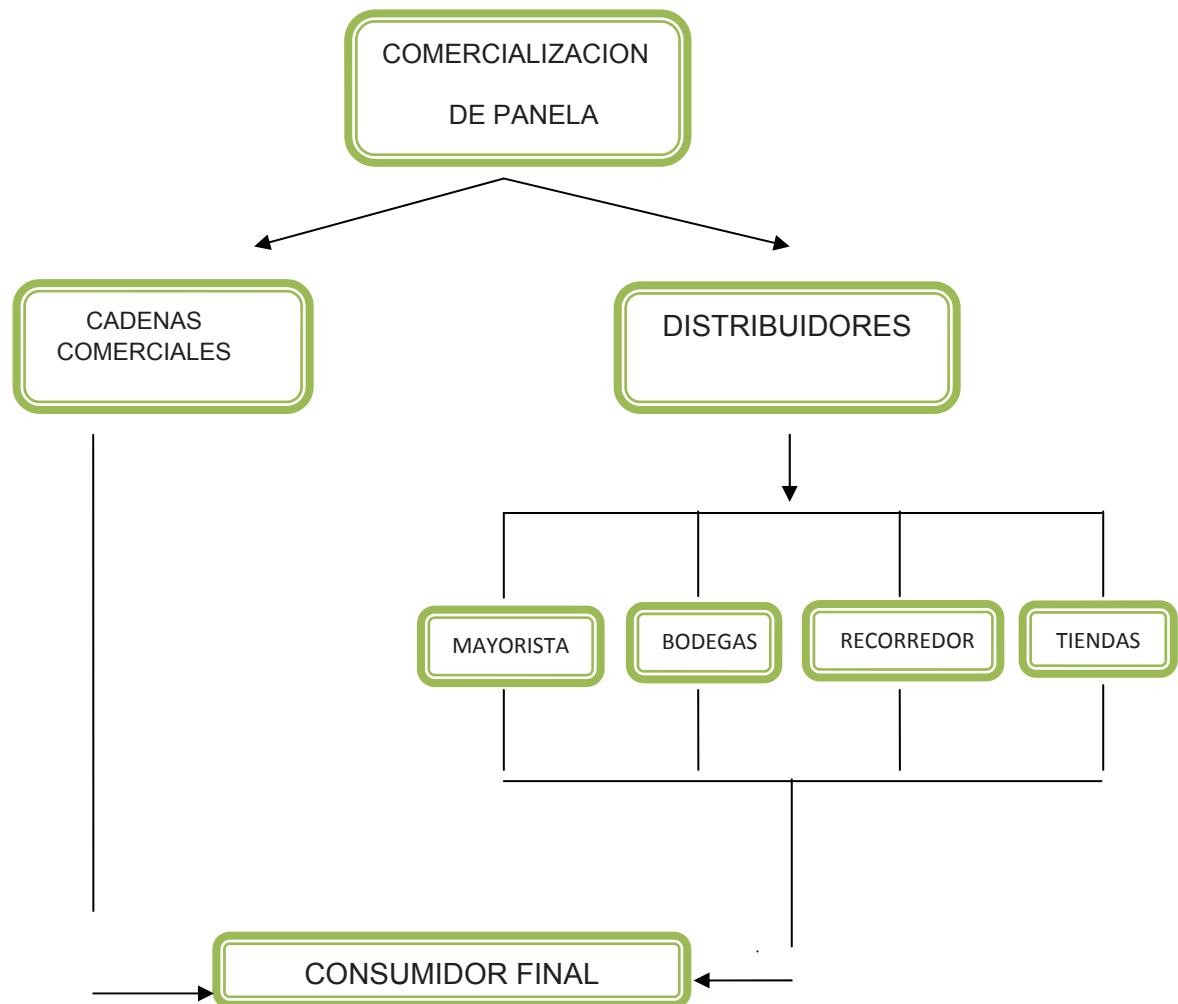 COMERCIALIZACION
DE PANELA
CADENAS
COMERCIALES
DISTRIBUIDORES
MAYORISTA
BODEGAS
RECORREDOR
TIENDAS
CONSUMIDOR FINAL